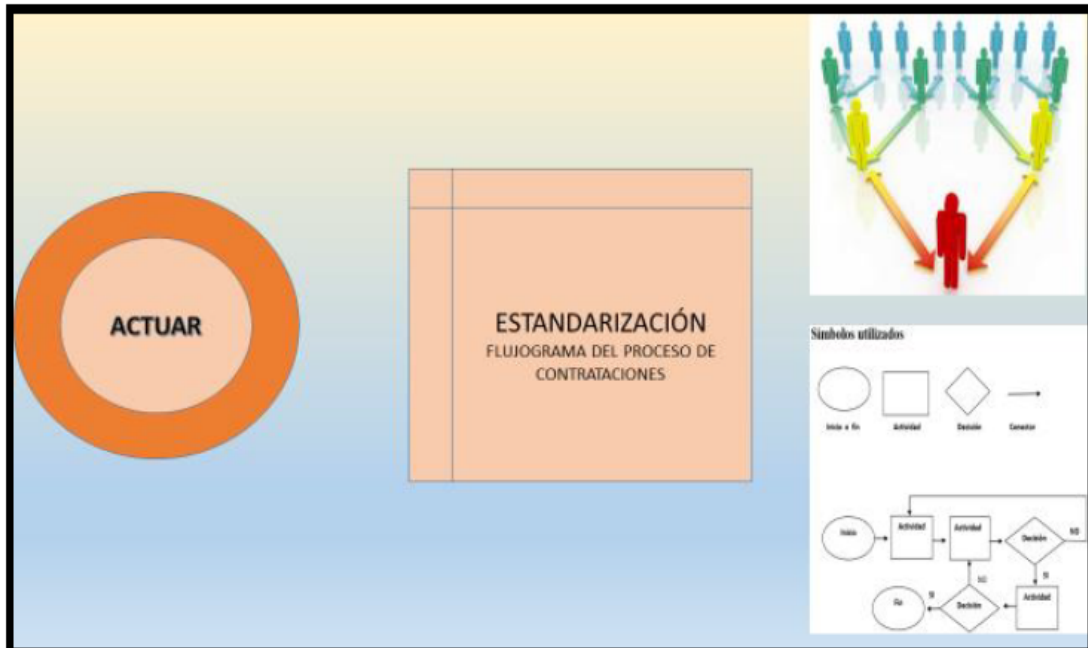 ACTUAR
ESTANDARIZACIÓN
FLUJOGRAMA DEL PROCESO DE
CONTRATACIONES
Símbolos utilizados
Inicio o fin
Actividad
Decisión
Conector
Inicio
Actividad
Actividad
Decisión
NO
SI
NO
Actividad
Decisión
SI
Fin